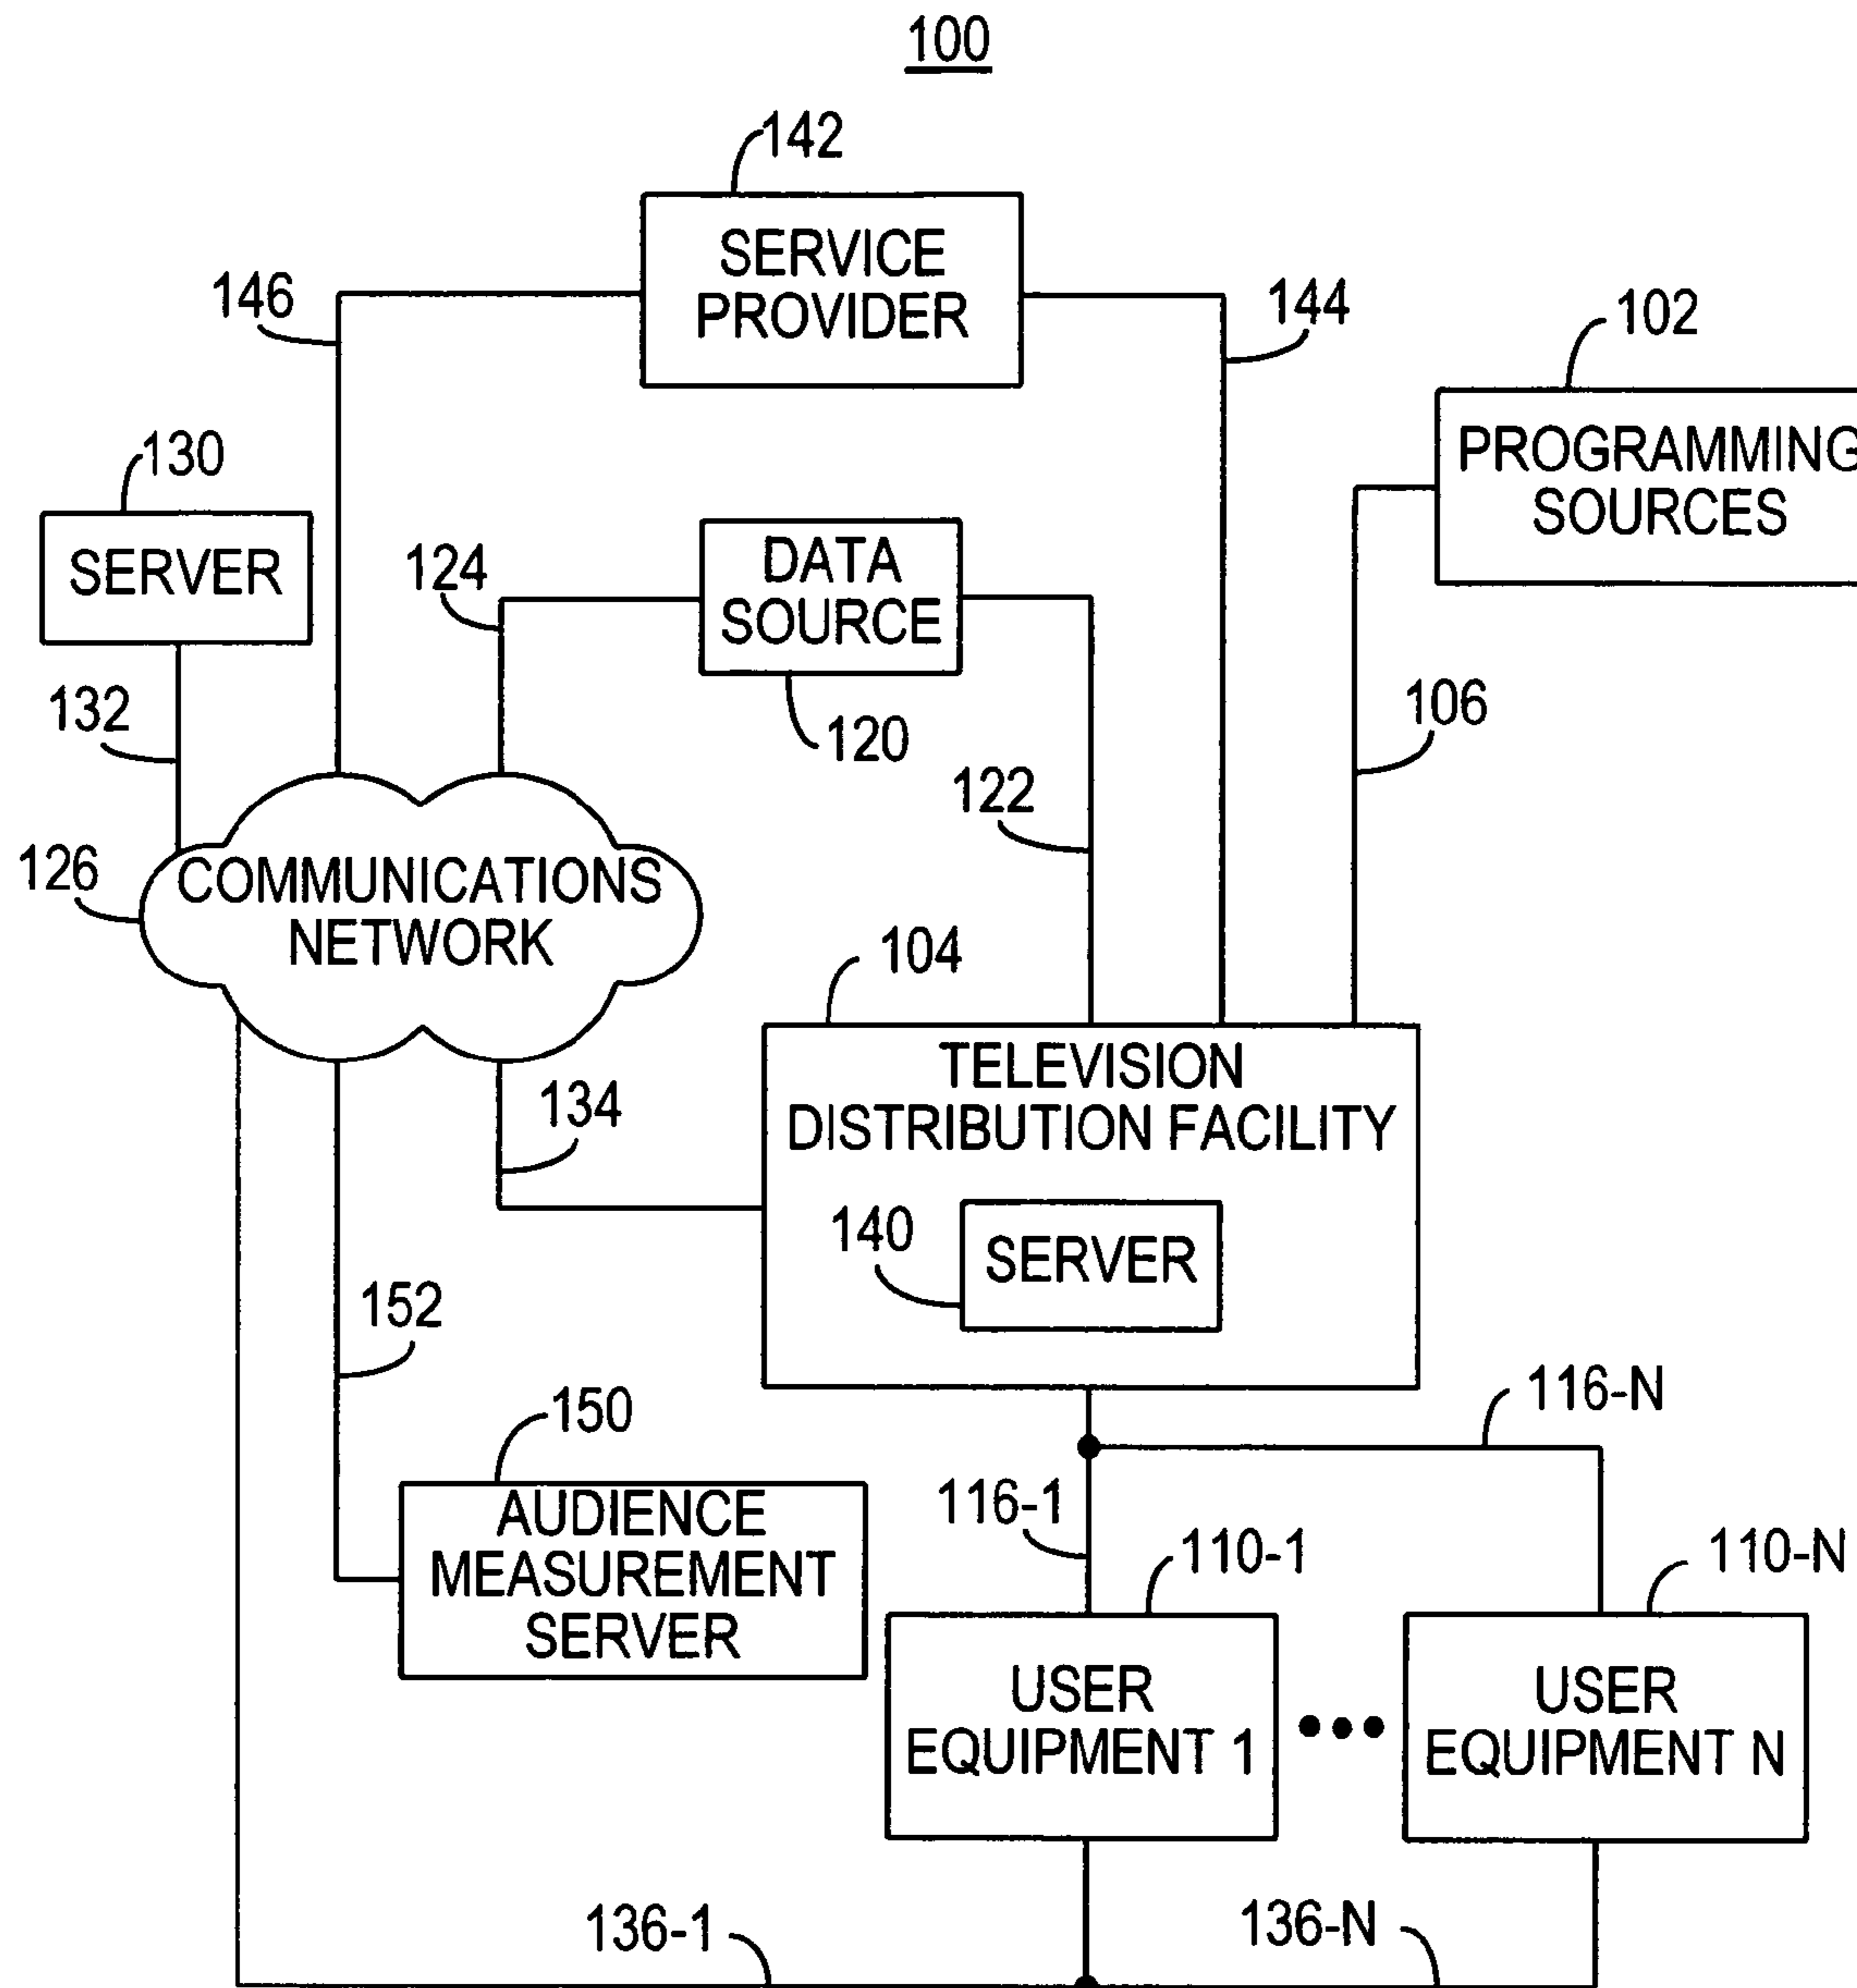 100
142
SERVICE
PROVIDER
146
144
102
PROGRAMMING
SOURCES
130
SERVER
124
DATA
SOURCE
132
120
106
122
126
COMMUNICATIONS
NETWORK
104
TELEVISION
DISTRIBUTION FACILITY
134
140
SERVER
152
150
116-N
AUDIENCE
MEASUREMENT
SERVER
116-1
110-1
110-N
USER
EQUIPMENT 1
USER
EQUIPMENT N
136-1
136-N